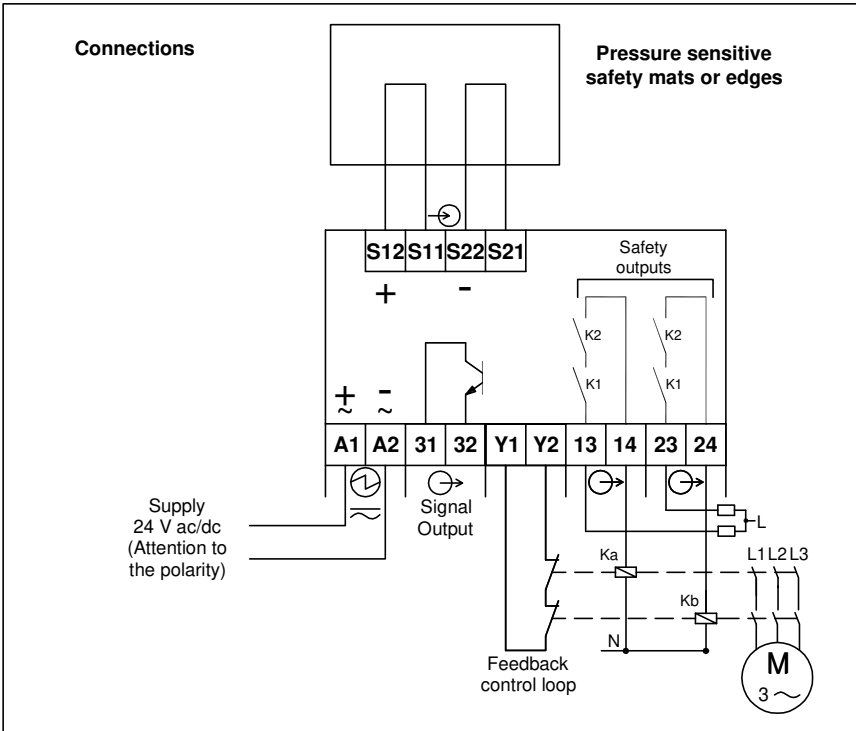 Connections
Pressure sensitive
safety mats or edges
S12 S11 S22 S21
+ -
Safety
outputs
K2 K2
K1 K1
+ -
~ ~
A1 A2 31 32 Y1 Y2 13 14 23 24
Supply
24 V ac/dc
(Attention to
the polarity)
Signal
Output
L
Ka
L1 L2 L3
Kb
N
Feedback
control loop
M
3 ~